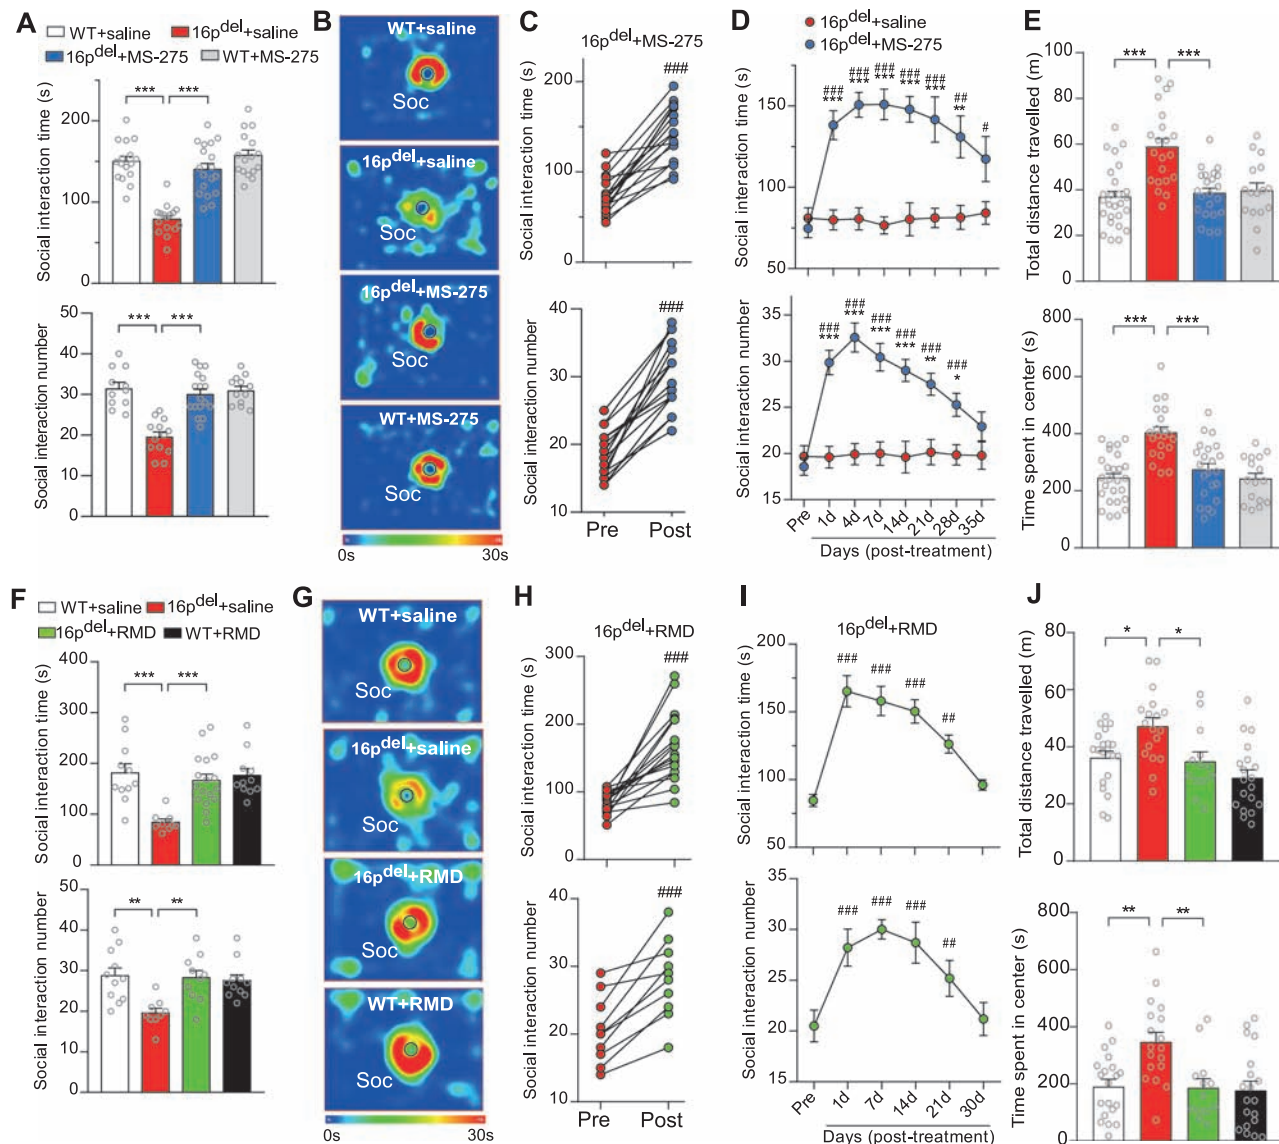 A
WT+saline 16pdel+saline
16pdel+MS-275 WT+MS-275
Social interaction time (s)
0
100
200
*** ***
Social interaction number
0
10
20
30
40
50
*** ***
B
WT+saline
Soc
16pdel+saline
Soc
16pdel+MS-275
Soc
WT+MS-275
Soc
0s 30s
C
16pdel+MS-275
Social interaction time (s)
0
100
200
###
Social interaction number
10
20
30
40
###
Pre Post
D
16pdel+saline
16pdel+MS-275
Social interaction time (s)
50
100
150
### ### ### ### ### ## #
*** *** *** *** *** **
Social interaction number
15
20
25
30
35
### ### ### ### ### ###
*** *** *** *** ** *
Pre 1d 4d 7d 14d 21d 28d 35d
Days (post-treatment)
E
Total distance travelled (m)
0
20
40
60
80
100
*** ***
Time spent in center (s)
0
200
400
600
800
*** ***
F
WT+saline 16pdel+saline
16pdel+RMD WT+RMD
Social interaction time (s)
0
100
200
300
400
*** ***
Social interaction number
0
10
20
30
40
50
** **
G
WT+saline
Soc
16pdel+saline
Soc
16pdel+RMD
Soc
WT+RMD
Soc
0s 30s
H
16pdel+RMD
Social interaction time (s)
0
100
200
300
###
Social interaction number
10
20
30
40
###
Pre Post
I
16pdel+RMD
Social interaction time (s)
50
100
150
200
### ### ### ##
Social interaction number
15
20
25
30
35
### ### ### ##
Pre 1d 7d 14d 21d 30d
Days (post-treatment)
J
Total distance travelled (m)
0
20
40
60
80
* *
Time spent in center (s)
0
200
400
600
800
** **